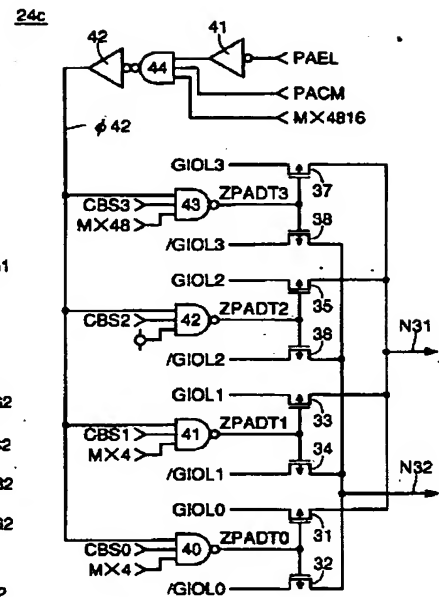 24c
42
41
44
PAEL
PACM
MX4816
φ42
GIOL3
37
CBS3
43
ZPADT3
MX48
38
/GIOL3
GIOL2
35
CBS2
42
ZPADT2
38
/GIOL2
N31
GIOL1
33
CBS1
41
ZPADT1
N32
MX4
34
/GIOL1
GIOL0
31
CBS0
40
ZPADT0
32
MX4
/GIOL0